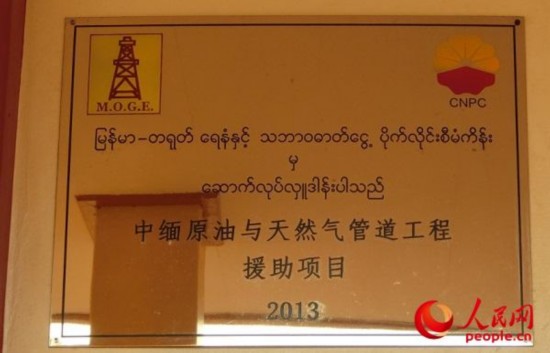 M.O.G.E.
CNPC
မြန်မာ-တရုတ် ရေနံနှင့် သဘာဝဓာတ်ငွေ့ ပိုက်လိုင်းစီမံကိန်း
မှ
ဆောက်လုပ်လှူဒါန်းပါသည်
中缅原油与天然气管道工程
援助项目
2013
人民网
people.cn